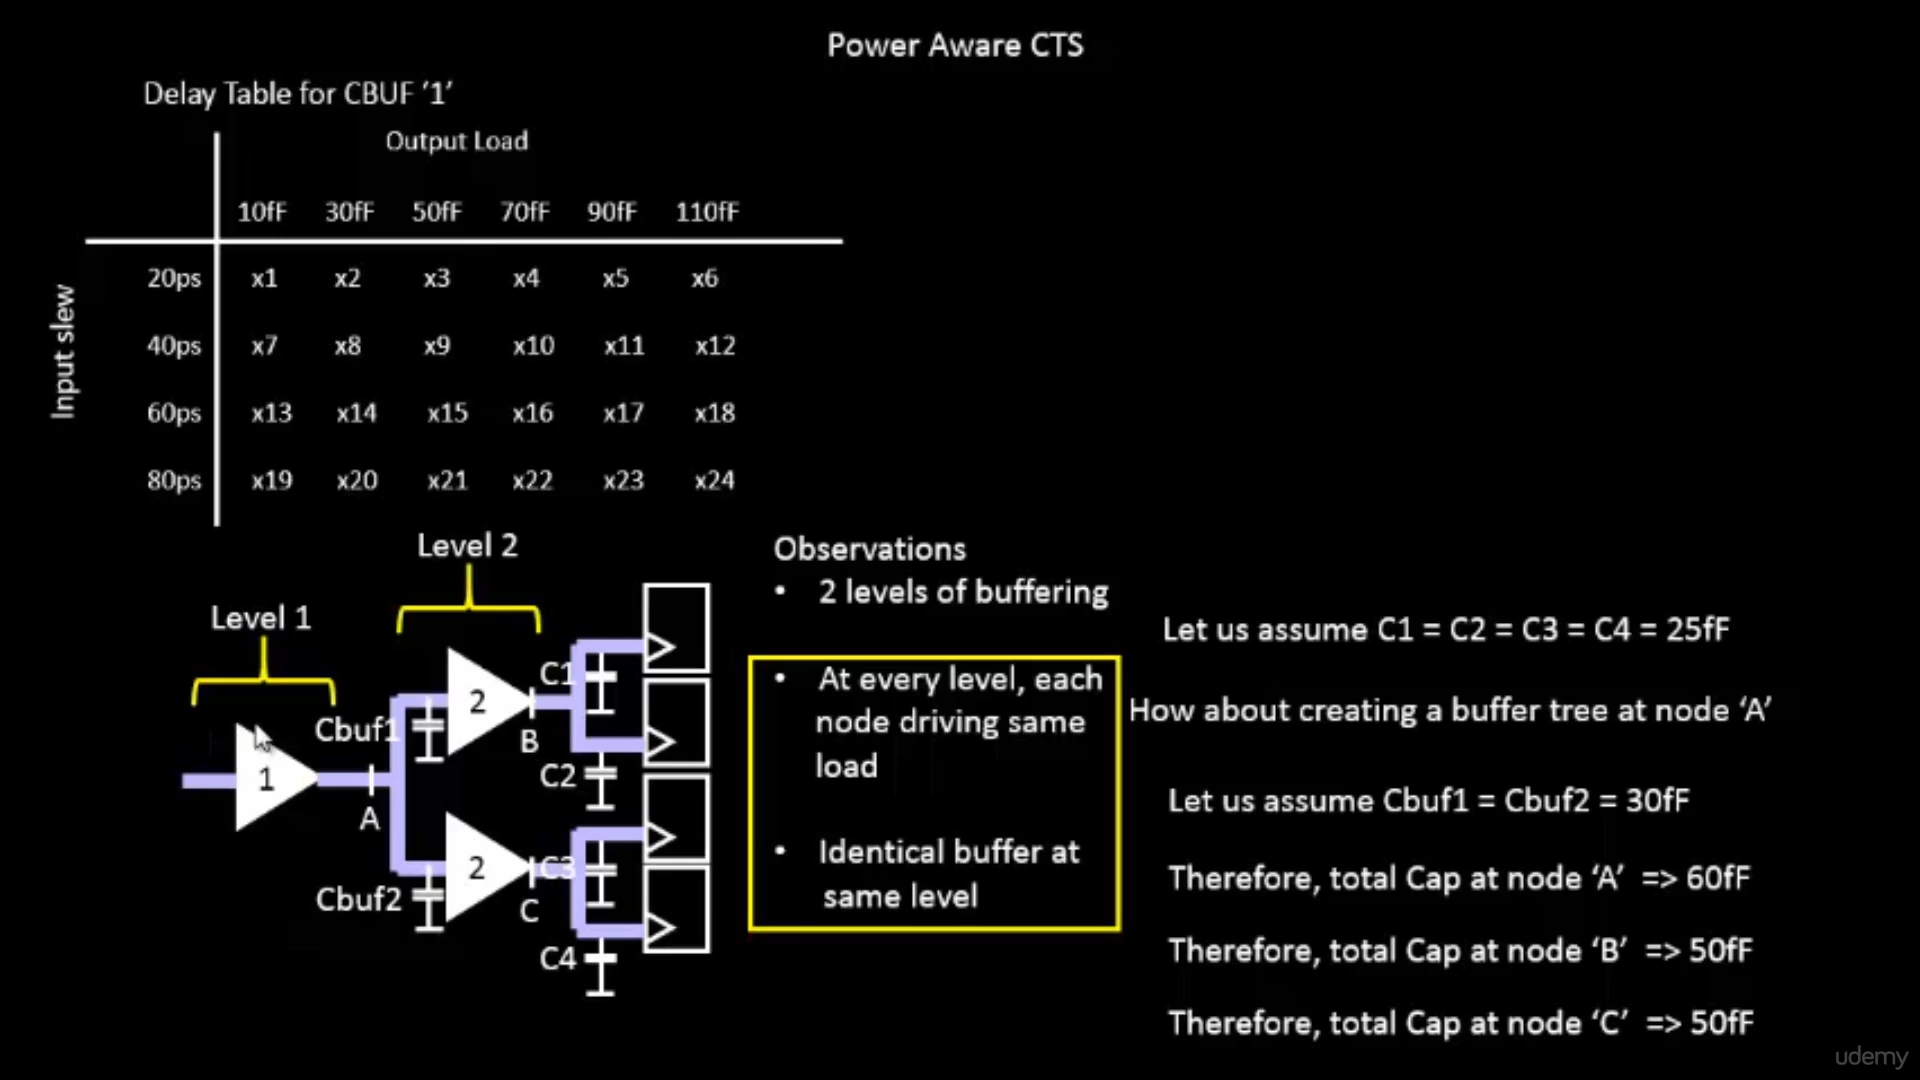 Power Aware CTS
Delay Table for CBUF ‘1’
Output Load
10fF 30fF 50fF 70fF 90fF 110fF
Input slew
20ps x1 x2 x3 x4 x5 x6
40ps x7 x8 x9 x10 x11 x12
60ps x13 x14 x15 x16 x17 x18
80ps x19 x20 x21 x22 x23 x24
Level 2
Level 1
Cbuf1
2
C1
B
C2
1
A
Cbuf2
2
C3
C
C4
Observations
• 2 levels of buffering
• At every level, each
node driving same
load
• Identical buffer at
same level
Let us assume C1 = C2 = C3 = C4 = 25fF
How about creating a buffer tree at node ‘A’
Let us assume Cbuf1 = Cbuf2 = 30fF
Therefore, total Cap at node ‘A’ => 60fF
Therefore, total Cap at node ‘B’ => 50fF
Therefore, total Cap at node ‘C’ => 50fF
udemy